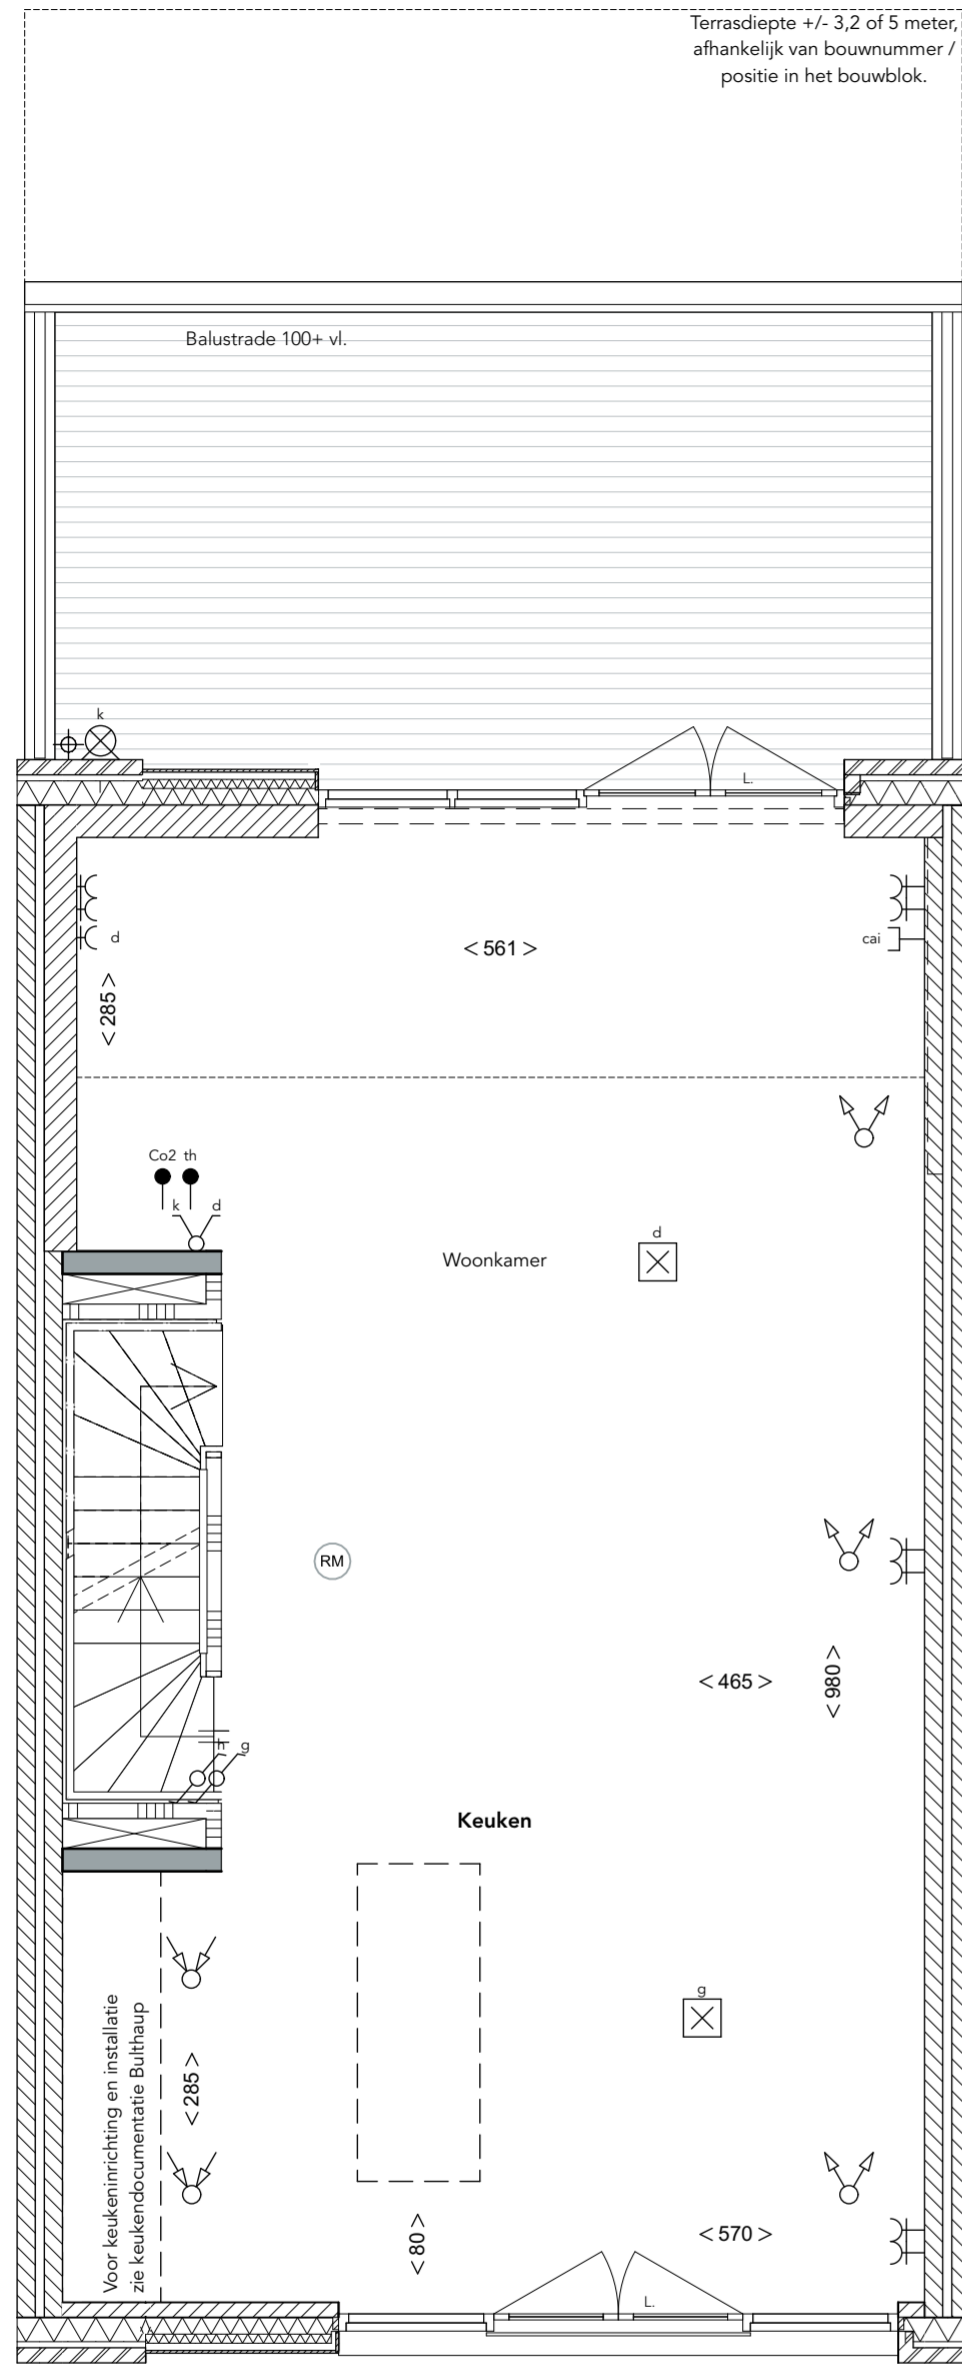 Terrasdiepte +/- 3,2 of 5 meter,
afhankelijk van bouwnummer /
positie in het bouwblok.
Balustrade 100+ vl.
k
L.
d
cai
< 561 >
< 285 >
Co2 th
k d
d
Woonkamer
RM
< 465 >
< 980 >
h g
Keuken
g
Voor keukeninrichting en installatie
zie keukendocumentatie Bulthaup
< 285 >
< 80 >
< 570 >
L.